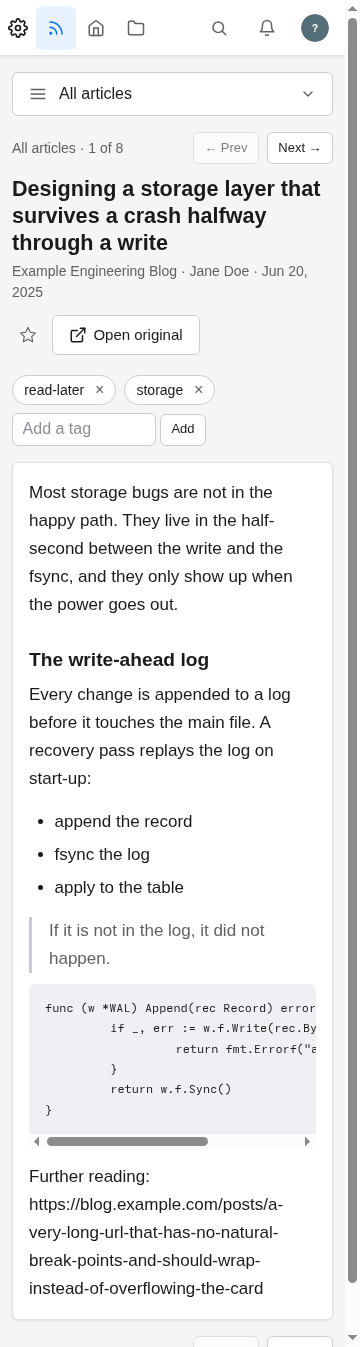 ?
All articles
All articles · 1 of 8
← Prev
Next →
Designing a storage layer that
survives a crash halfway
through a write
Example Engineering Blog · Jane Doe · Jun 20,
2025
Open original
read-later ×
storage ×
Add a tag
Add
Most storage bugs are not in the
happy path. They live in the half-
second between the write and the
fsync, and they only show up when
the power goes out.
The write-ahead log
Every change is appended to a log
before it touches the main file. A
recovery pass replays the log on
start-up:
• append the record
• fsync the log
• apply to the table
If it is not in the log, it did not
happen.
func (w *WAL) Append(rec Record) error
if _, err := w.f.Write(rec.By
return fmt.Errorf("a
}
return w.f.Sync()
}
Further reading:
https://blog.example.com/posts/a-
very-long-url-that-has-no-natural-
break-points-and-should-wrap-
instead-of-overflowing-the-card